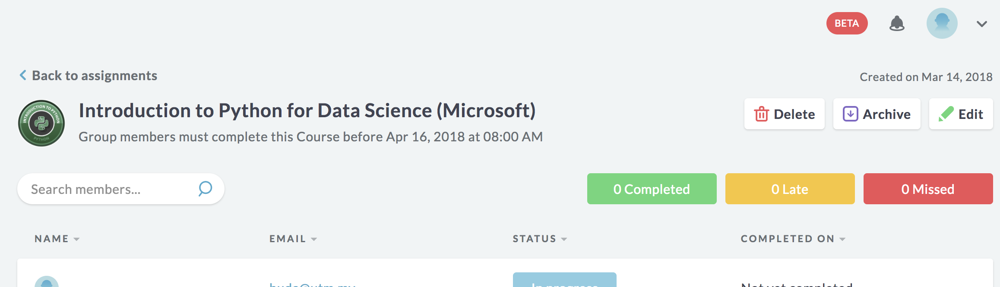 BETA
Back to assignments
Created on Mar 14, 2018
INTRODUCTION TO PYTHON
PYTHON
Introduction to Python for Data Science (Microsoft)
Group members must complete this Course before Apr 16, 2018 at 08:00 AM
Delete
Archive
Edit
Search members...
0 Completed
0 Late
0 Missed
NAME
EMAIL
STATUS
COMPLETED ON
In progress
Not yet completed